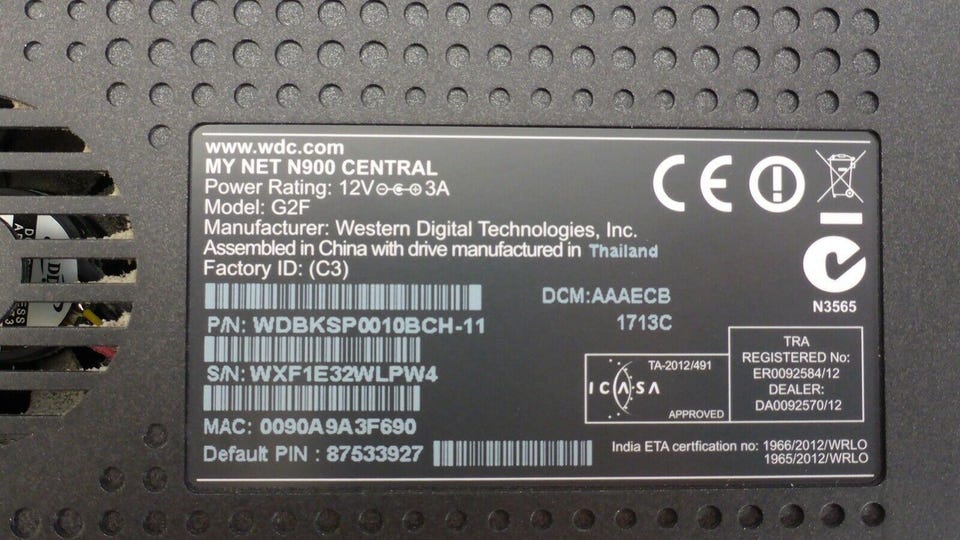 www.wdc.com
MY NET N900 CENTRAL
Power Rating: 12V 3A
Model: G2F
Manufacturer: Western Digital Technologies, Inc.
Assembled in China with drive manufactured in Thailand
Factory ID: (C3)
P/N: WDBKSP0010BCH-11
S/N: WXF1E32WLPW4
MAC: 0090A9A3F690
Default PIN : 87533927
CE
N3565
DCM:AAAECB
1713C
TA-2012/491
ICASA
APPROVED
TRA
REGISTERED No:
ER0092584/12
DEALER:
DA0092570/12
India ETA certfication no: 1966/2012/WRLO
1965/2012/WRLO